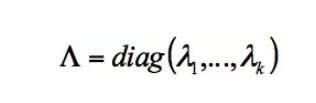 Λ = diag(λ₁,...,λₖ)